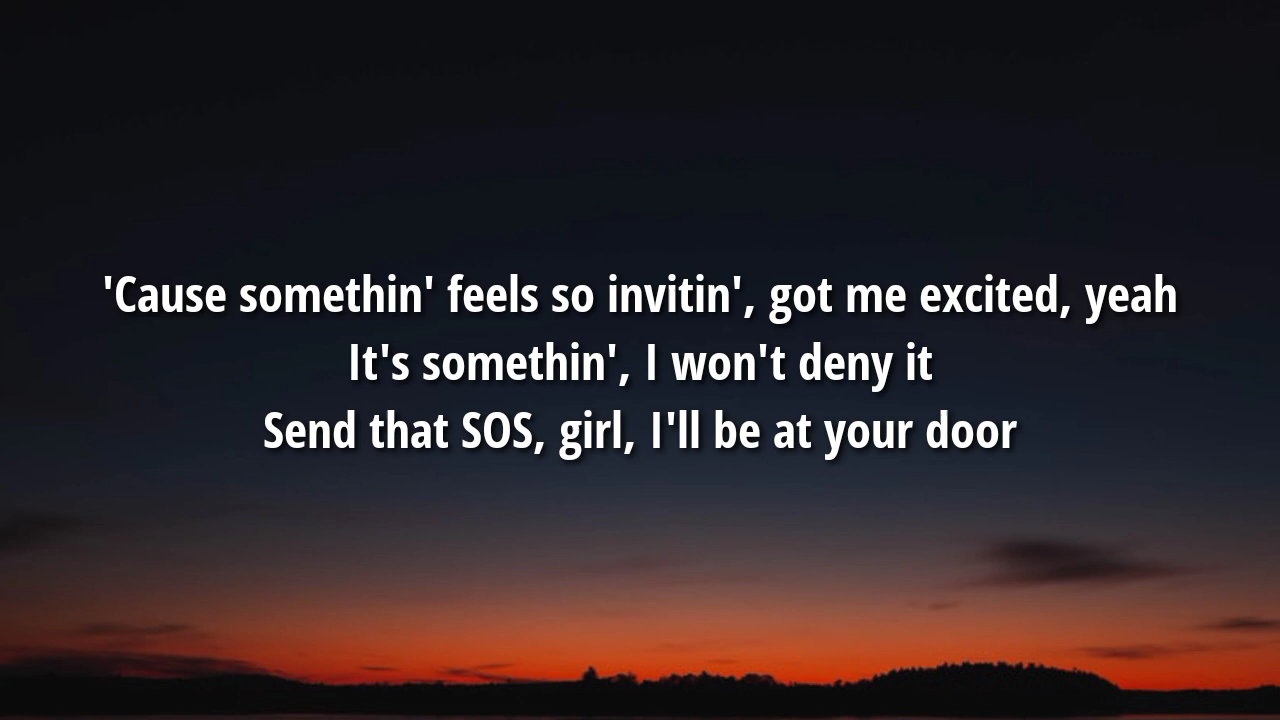 'Cause somethin' feels so invitin', got me excited, yeah
It's somethin', I won't deny it
Send that SOS, girl, I'll be at your door